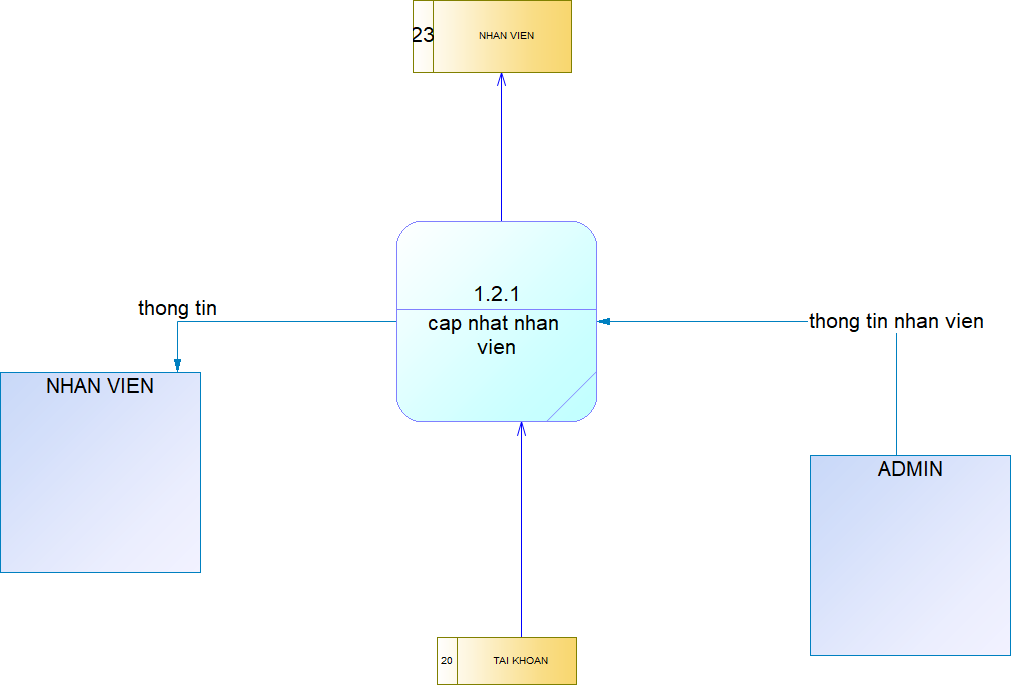 23
NHAN VIEN
1.2.1
cap nhat nhan
vien
thong tin
thong tin nhan vien
NHAN VIEN
ADMIN
20
TAI KHOAN